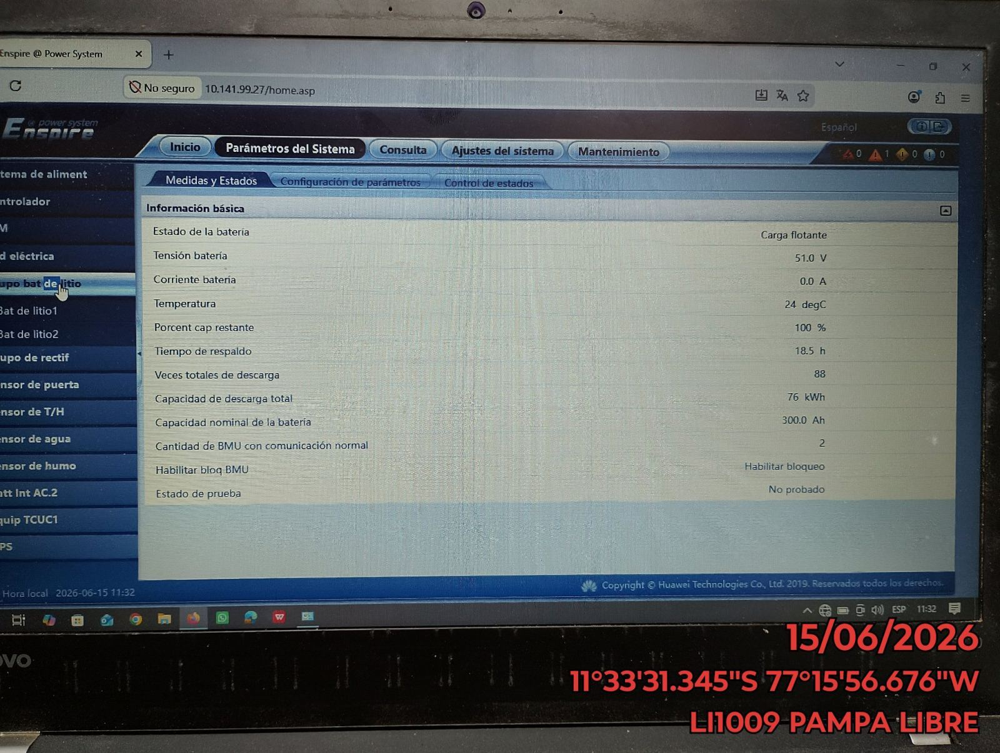 Enspire @ Power System
No seguro 10.141.99.27/home.asp
power system
Enspire
Español
Inicio Parámetros del Sistema Consulta Ajustes del sistema Mantenimiento
0 1 0 0
tema de aliment
ntrolador
M
d eléctrica
upo bat de litio
Bat de litio1
Bat de litio2
upo de rectif
nsor de puerta
nsor de T/H
nsor de agua
ensor de humo
att Int AC.2
quip TCUC1
PS
Hora local 2026-06-15 11:32
Medidas y Estados Configuración de parámetros Control de estados
Información básica
Estado de la batería Carga flotante
Tensión batería 51.0 V
Corriente batería 0.0 A
Temperatura 24 degC
Porcent cap restante 100 %
Tiempo de respaldo 18.5 h
Veces totales de descarga 88
Capacidad de descarga total 76 kWh
Capacidad nominal de la batería 300.0 Ah
Cantidad de BMU con comunicación normal 2
Habilitar bloq BMU Habilitar bloqueo
Estado de prueba No probado
Copyright © Huawei Technologies Co., Ltd. 2019. Reservados todos los derechos.
ESP 11:32
OVO
15/06/2026
11°33'31.345"S 77°15'56.676"W
LI1009 PAMPA LIBRE